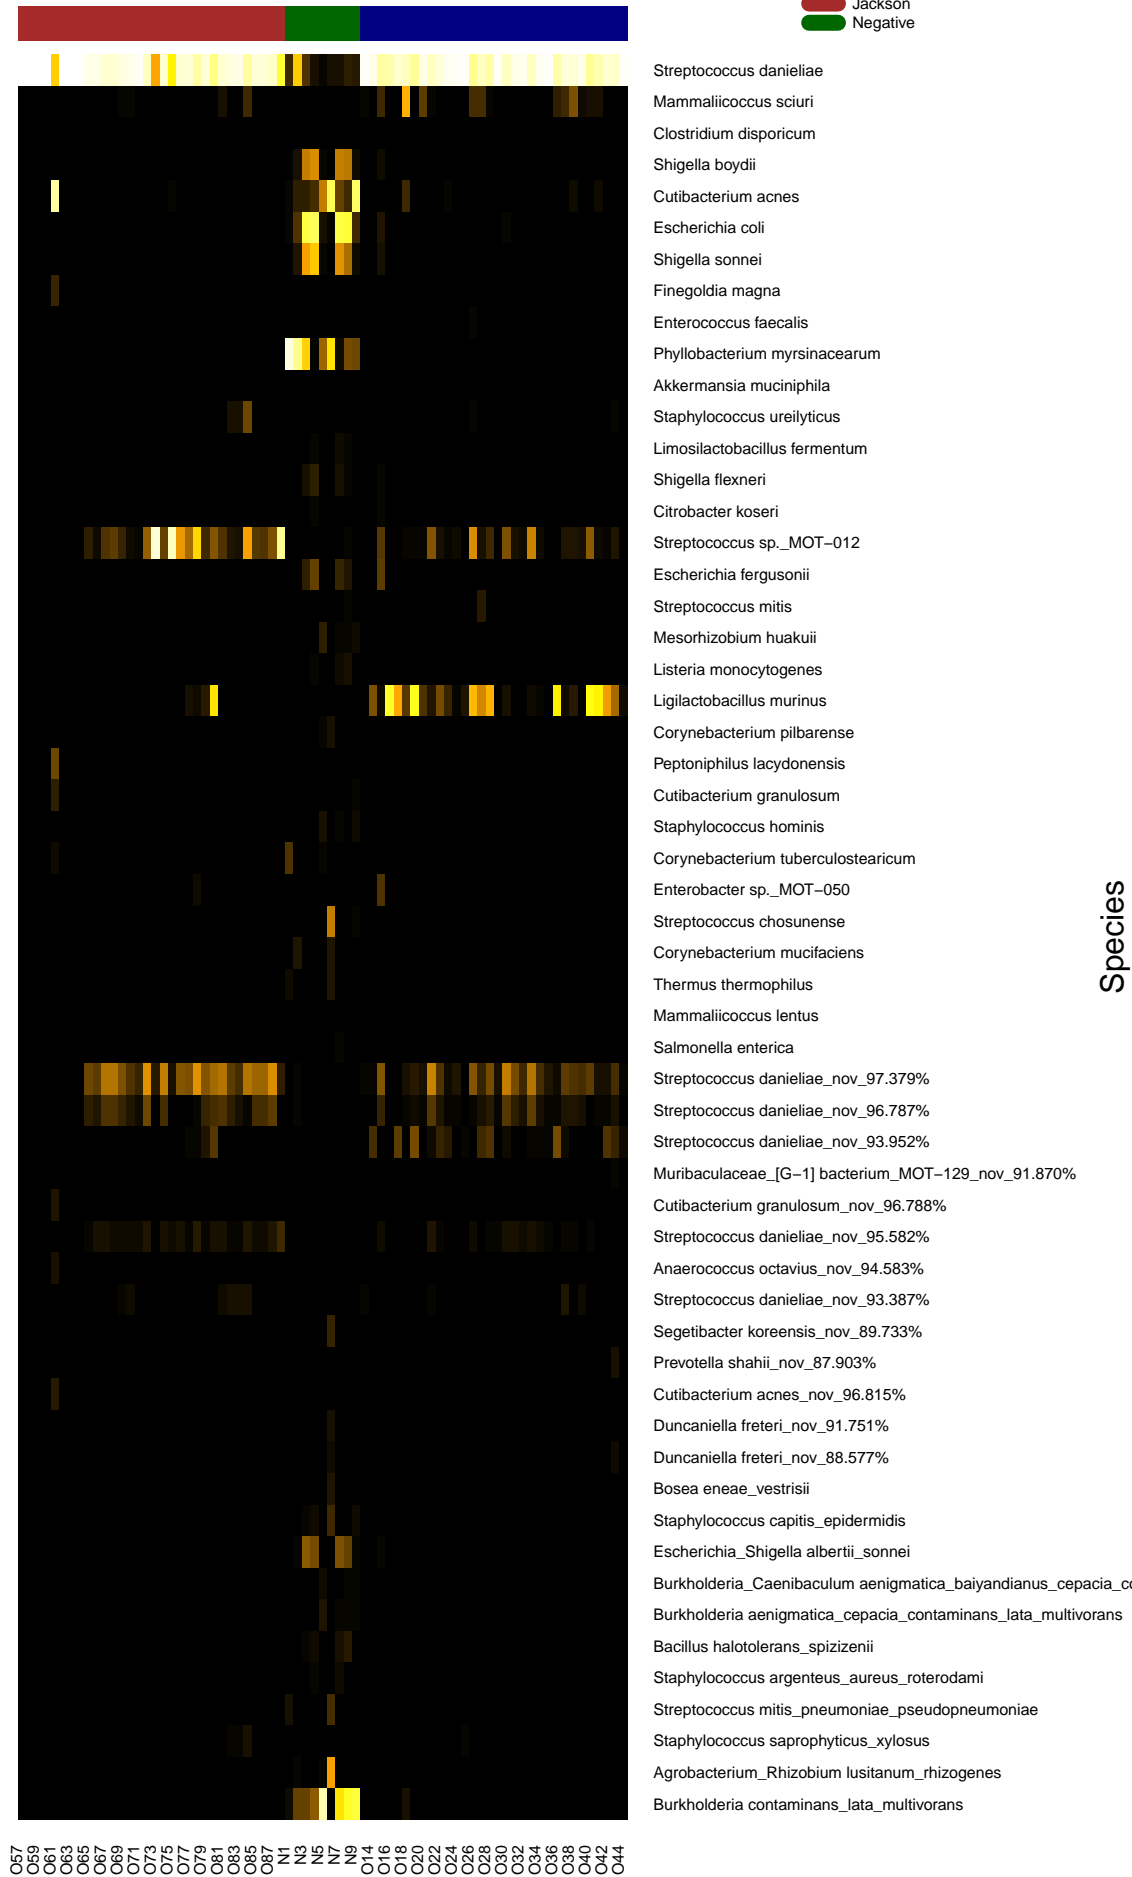 Jackson
Negative
Streptococcus danieliae
Mammaliicoccus sciuri
Clostridium disporicum
Shigella boydii
Cutibacterium acnes
Escherichia coli
Shigella sonnei
Finegoldia magna
Enterococcus faecalis
Phyllobacterium myrsinacearum
Akkermansia muciniphila
Staphylococcus ureilyticus
Limosilactobacillus fermentum
Shigella flexneri
Citrobacter koseri
Streptococcus sp._MOT−012
Escherichia fergusonii
Streptococcus mitis
Mesorhizobium huakuii
Listeria monocytogenes
Ligilactobacillus murinus
Corynebacterium pilbarense
Peptoniphilus lacydonensis
Cutibacterium granulosum
Staphylococcus hominis
Corynebacterium tuberculostearicum
Enterobacter sp._MOT−050
Streptococcus chosunense
Corynebacterium mucifaciens
Thermus thermophilus
Mammaliicoccus lentus
Salmonella enterica
Streptococcus danieliae_nov_97.379%
Streptococcus danieliae_nov_96.787%
Streptococcus danieliae_nov_93.952%
Muribaculaceae_[G−1] bacterium_MOT−129_nov_91.870%
Cutibacterium granulosum_nov_96.788%
Streptococcus danieliae_nov_95.582%
Anaerococcus octavius_nov_94.583%
Streptococcus danieliae_nov_93.387%
Segetibacter koreensis_nov_89.733%
Prevotella shahii_nov_87.903%
Cutibacterium acnes_nov_96.815%
Duncaniella freteri_nov_91.751%
Duncaniella freteri_nov_88.577%
Bosea eneae_vestrisii
Staphylococcus capitis_epidermidis
Escherichia_Shigella albertii_sonnei
Burkholderia_Caenibaculum aenigmatica_baiyandianus_cepacia_co
Burkholderia aenigmatica_cepacia_contaminans_lata_multivorans
Bacillus halotolerans_spizizenii
Staphylococcus argenteus_aureus_roterodami
Streptococcus mitis_pneumoniae_pseudopneumoniae
Staphylococcus saprophyticus_xylosus
Agrobacterium_Rhizobium lusitanum_rhizogenes
Burkholderia contaminans_lata_multivorans
Species
O57
O59
O61
O63
O65
O67
O69
O71
O73
O75
O77
O79
O81
O83
O85
O87
N1
N3
N5
N7
N9
O14
O16
O18
O20
O22
O24
O26
O28
O30
O32
O34
O36
O38
O40
O42
O44